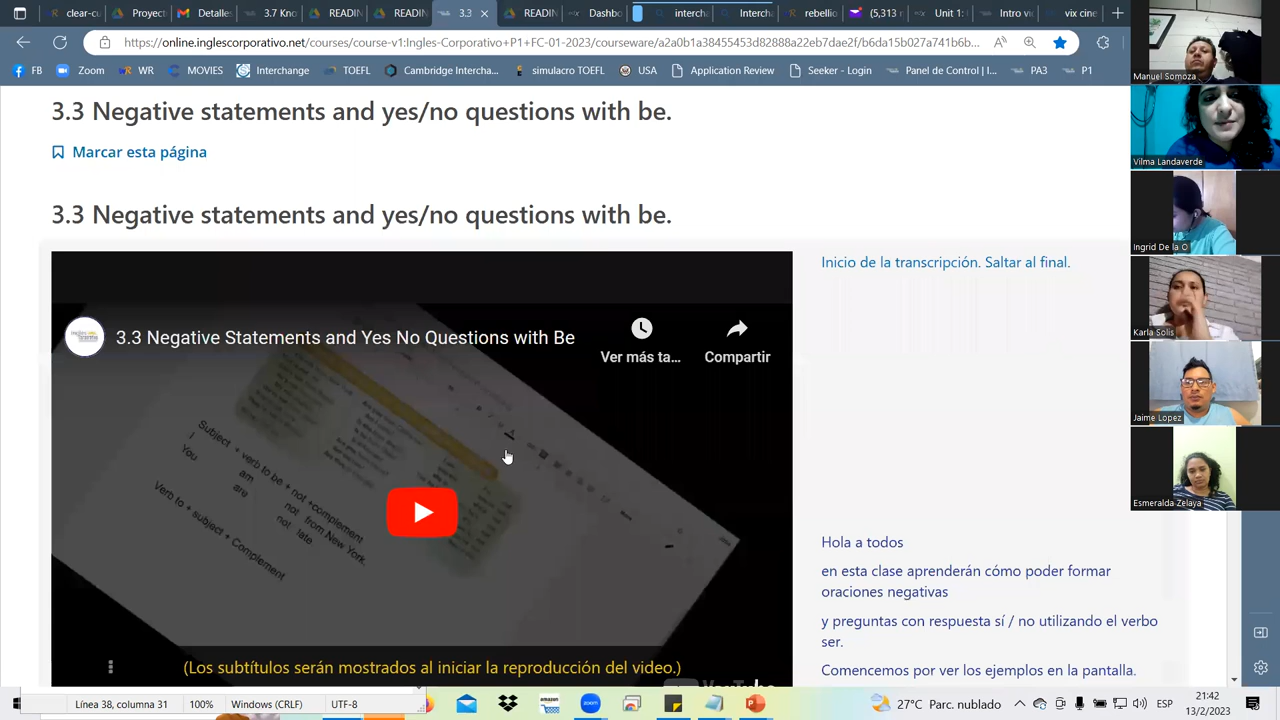 clear-cu
Proyect
Detalles
3.7 Kno
READIN
READIN
3.3
READIN
Dashbo
interch
Interch
rebellio
(5,313 r
Unit 1: I
Intro vi
vix cine
https://online.inglescorporativo.net/courses/course-v1:Ingles-Corporativo+P1+FC-01-2023/courseware/a2a0b1a38455453d82888a22eb7dae2f/b6da15b027a741b6b...
FB
Zoom
WR
MOVIES
Interchange
TOEFL
Cambridge Intercha...
simulacro TOEFL
USA
Application Review
Seeker - Login
Panel de Control | I...
PA3
P1
3.3 Negative statements and yes/no questions with be.
Marcar esta página
3.3 Negative statements and yes/no questions with be.
3.3 Negative Statements and Yes No Questions with Be
Ver más ta...
Compartir
Subject + verb to be + not +complement
i am not from New York.
You are not late
Verb to + subject + Complement
(Los subtítulos serán mostrados al iniciar la reproducción del video.)
Inicio de la transcripción. Saltar al final.
Hola a todos
en esta clase aprenderán cómo poder formar
oraciones negativas
y preguntas con respuesta sí / no utilizando el verbo
ser.
Comencemos por ver los ejemplos en la pantalla.
Manuel Somoza
Vilma Landaverde
Ingrid De la O
Karla Solis
Jaime Lopez
Esmeralda Zelaya
Línea 38, columna 31
100%
Windows (CRLF)
UTF-8
27°C Parc. nublado
ESP
21:42
13/2/2023